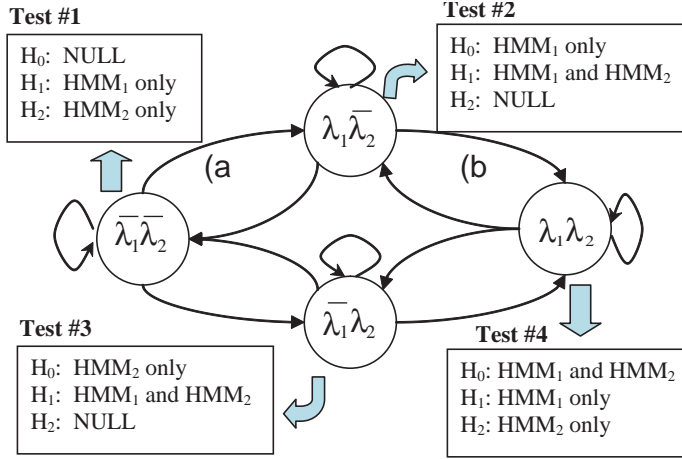 Test #1
H₀: NULL
H₁: HMM₁ only
H₂: HMM₂ only
Test #2
H₀: HMM₁ only
H₁: HMM₁ and HMM₂
H₂: NULL
λ₁λ̅₂
(a
(b
λ̅₁λ̅₂
λ₁λ₂
λ̅₁λ₂
Test #3
H₀: HMM₂ only
H₁: HMM₁ and HMM₂
H₂: NULL
Test #4
H₀: HMM₁ and HMM₂
H₁: HMM₁ only
H₂: HMM₂ only